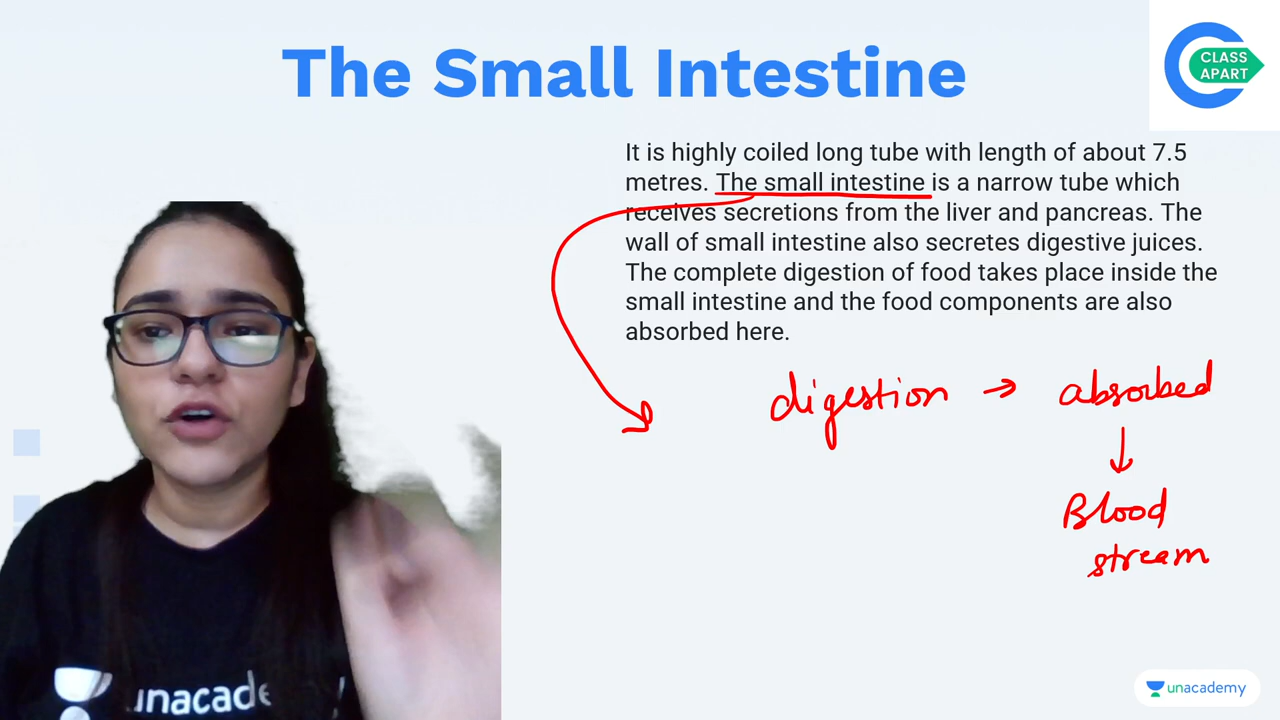 The Small Intestine
CLASS
APART
It is highly coiled long tube with length of about 7.5
metres. The small intestine is a narrow tube which
receives secretions from the liver and pancreas. The
wall of small intestine also secretes digestive juices.
The complete digestion of food takes place inside the
small intestine and the food components are also
absorbed here.
digestion → absorbed
↓
Blood
stream
unacade
unacademy